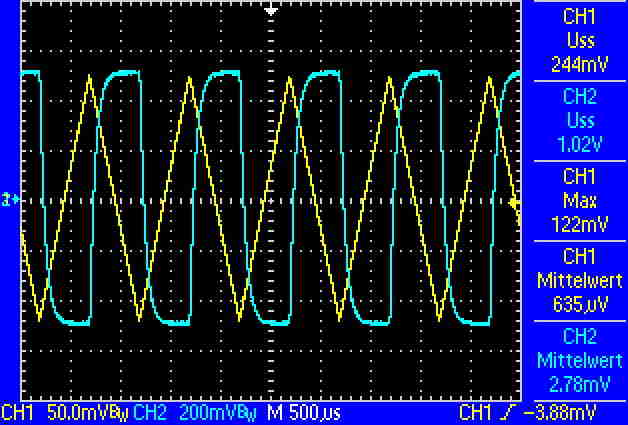 CH1
Uss
244mV
CH2
Uss
1.02V
CH1
Max
122mV
CH1
Mittelwert
635µV
CH2
Mittelwert
2.78mV
CH1 50.0mVBw CH2 200mVBw M 500µs CH1 -3.88mV